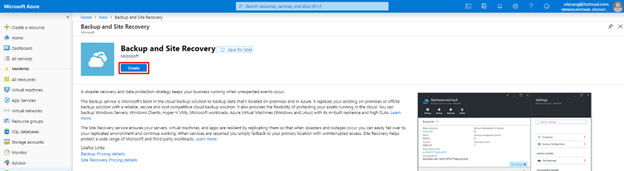 Microsoft Azure
Search resources, services, and docs (G+/)
Home > New > Backup and Site Recovery
Backup and Site Recovery
Microsoft
Create a resource
Home
Dashboard
All services
FAVORITES
All resources
Virtual machines
App Services
Virtual networks
Resource groups
SQL databases
Storage accounts
Monitor
Advisor
Backup and Site Recovery
Save for later
Microsoft
Create
A disaster recovery and data protection strategy keeps your business running when unexpected events occur.
The Backup service is Microsoft's born in the cloud backup solution to backup data that's located on-premises and in Azure. It replaces your existing on-premises or offsite
backup solution with a reliable, secure and cost competitive cloud backup solution. It also provides the flexibility of protecting your assets running in the cloud. You can
backup Windows Servers, Windows Clients, Hyper-V VMs, Microsoft workloads, Azure Virtual Machines (Windows and Linux) with its in-built resilience and high SLAs. Learn
more.
The Site Recovery service ensures your servers, virtual machines, and apps are resilient by replicating them so that when disasters and outages occur you can easily fail over to
your replicated environment and continue working. When services are resumed you simply failback to your primary location with uninterrupted access. Site Recovery helps
protect a wide range of Microsoft and third-party workloads. Learn more.
Useful Links
Backup Pricing details
Site Recovery Pricing details
Settings